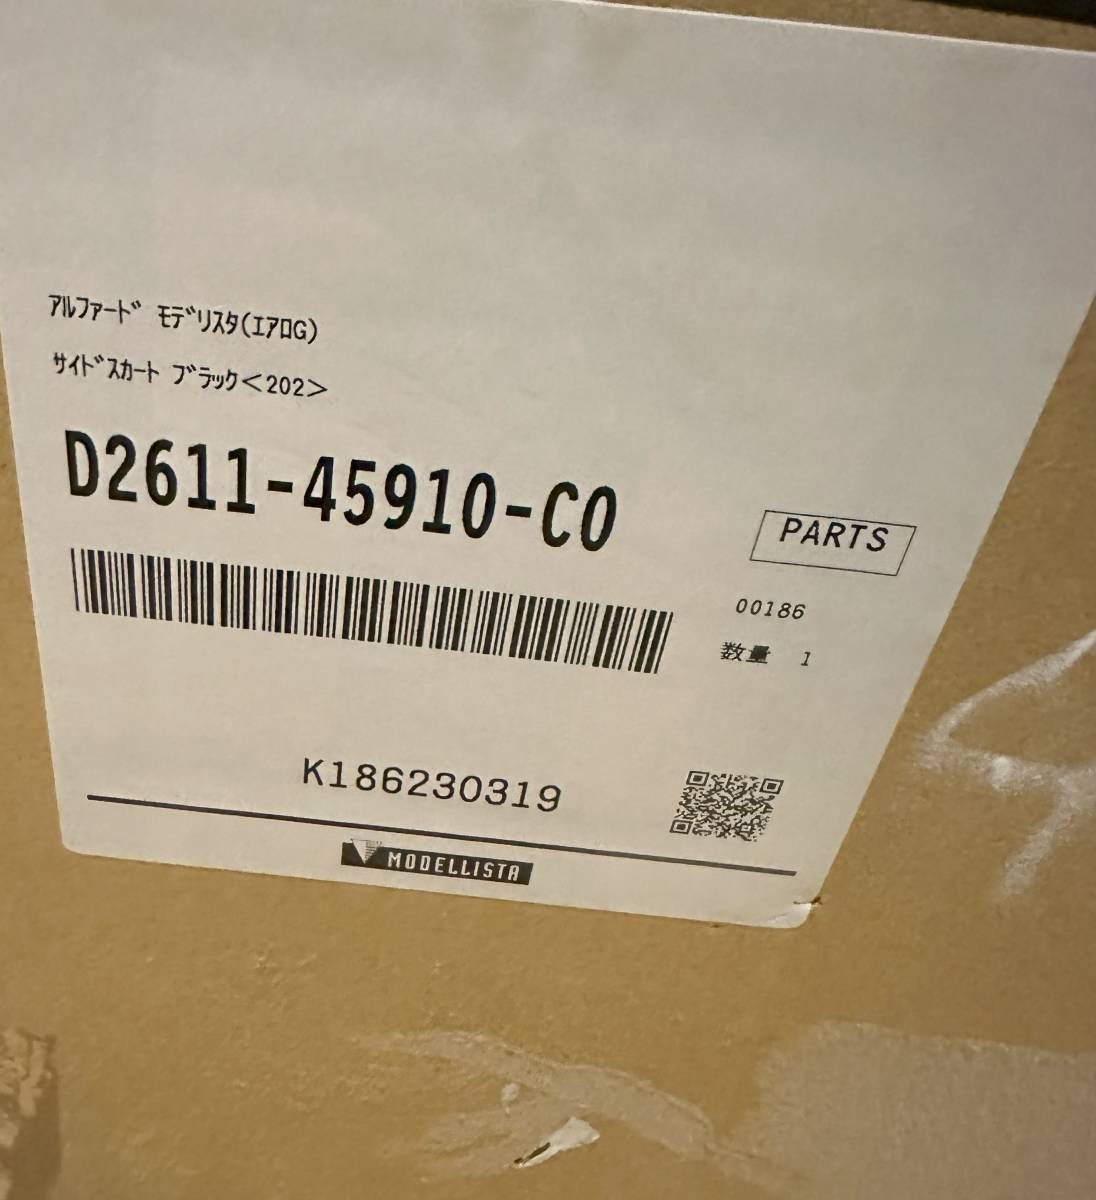 ｱﾙﾌｧｰﾄﾞ ﾓﾃﾞﾘｽﾀ(ｴｱﾛG)
ｻｲﾄﾞｽｶｰﾄ ﾌﾞﾗｯｸ<202>
D2611-45910-C0
PARTS
00186
数量 1
K186230319
MODELLISTA